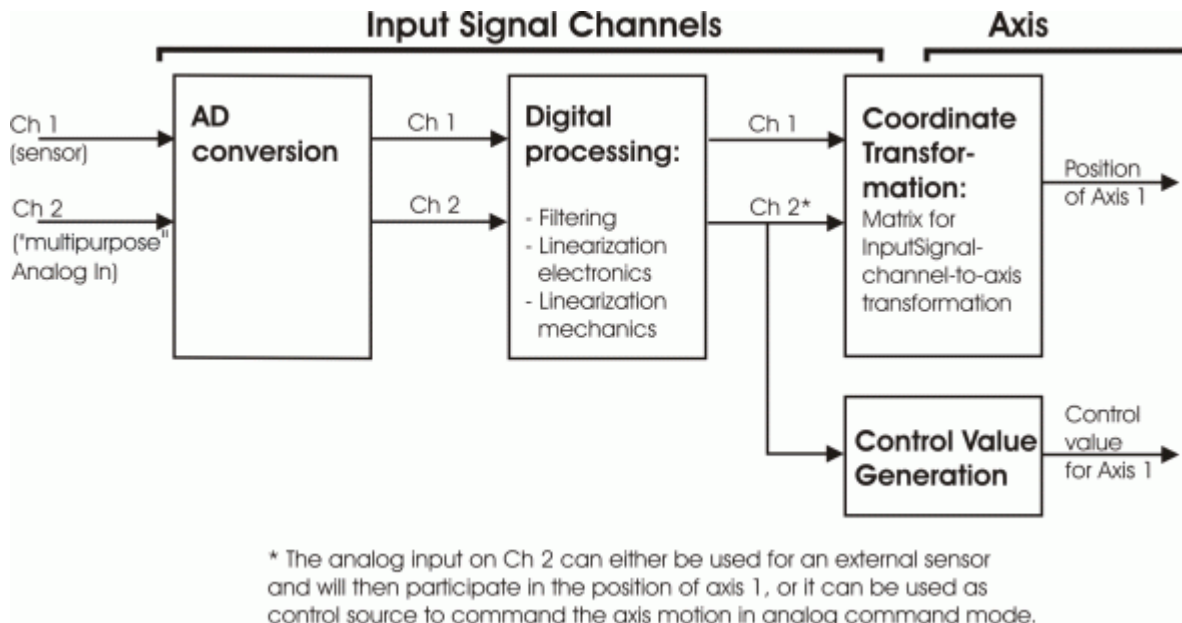 Input Signal Channels
Axis
Ch 1
(sensor)
Ch 2
("multipurpose"
Analog In)
AD
conversion
Ch 1
Ch 2
Digital
processing:
- Filtering
- Linearization
electronics
- Linearization
mechanics
Ch 1
Ch 2*
Coordinate
Transfor-
mation:
Matrix for
InputSignal-
channel-to-axis
transformation
Position
of Axis 1
Control Value
Generation
Control
value
for Axis 1
* The analog input on Ch 2 can either be used for an external sensor
and will then participate in the position of axis 1, or it can be used as
control source to command the axis motion in analog command mode.